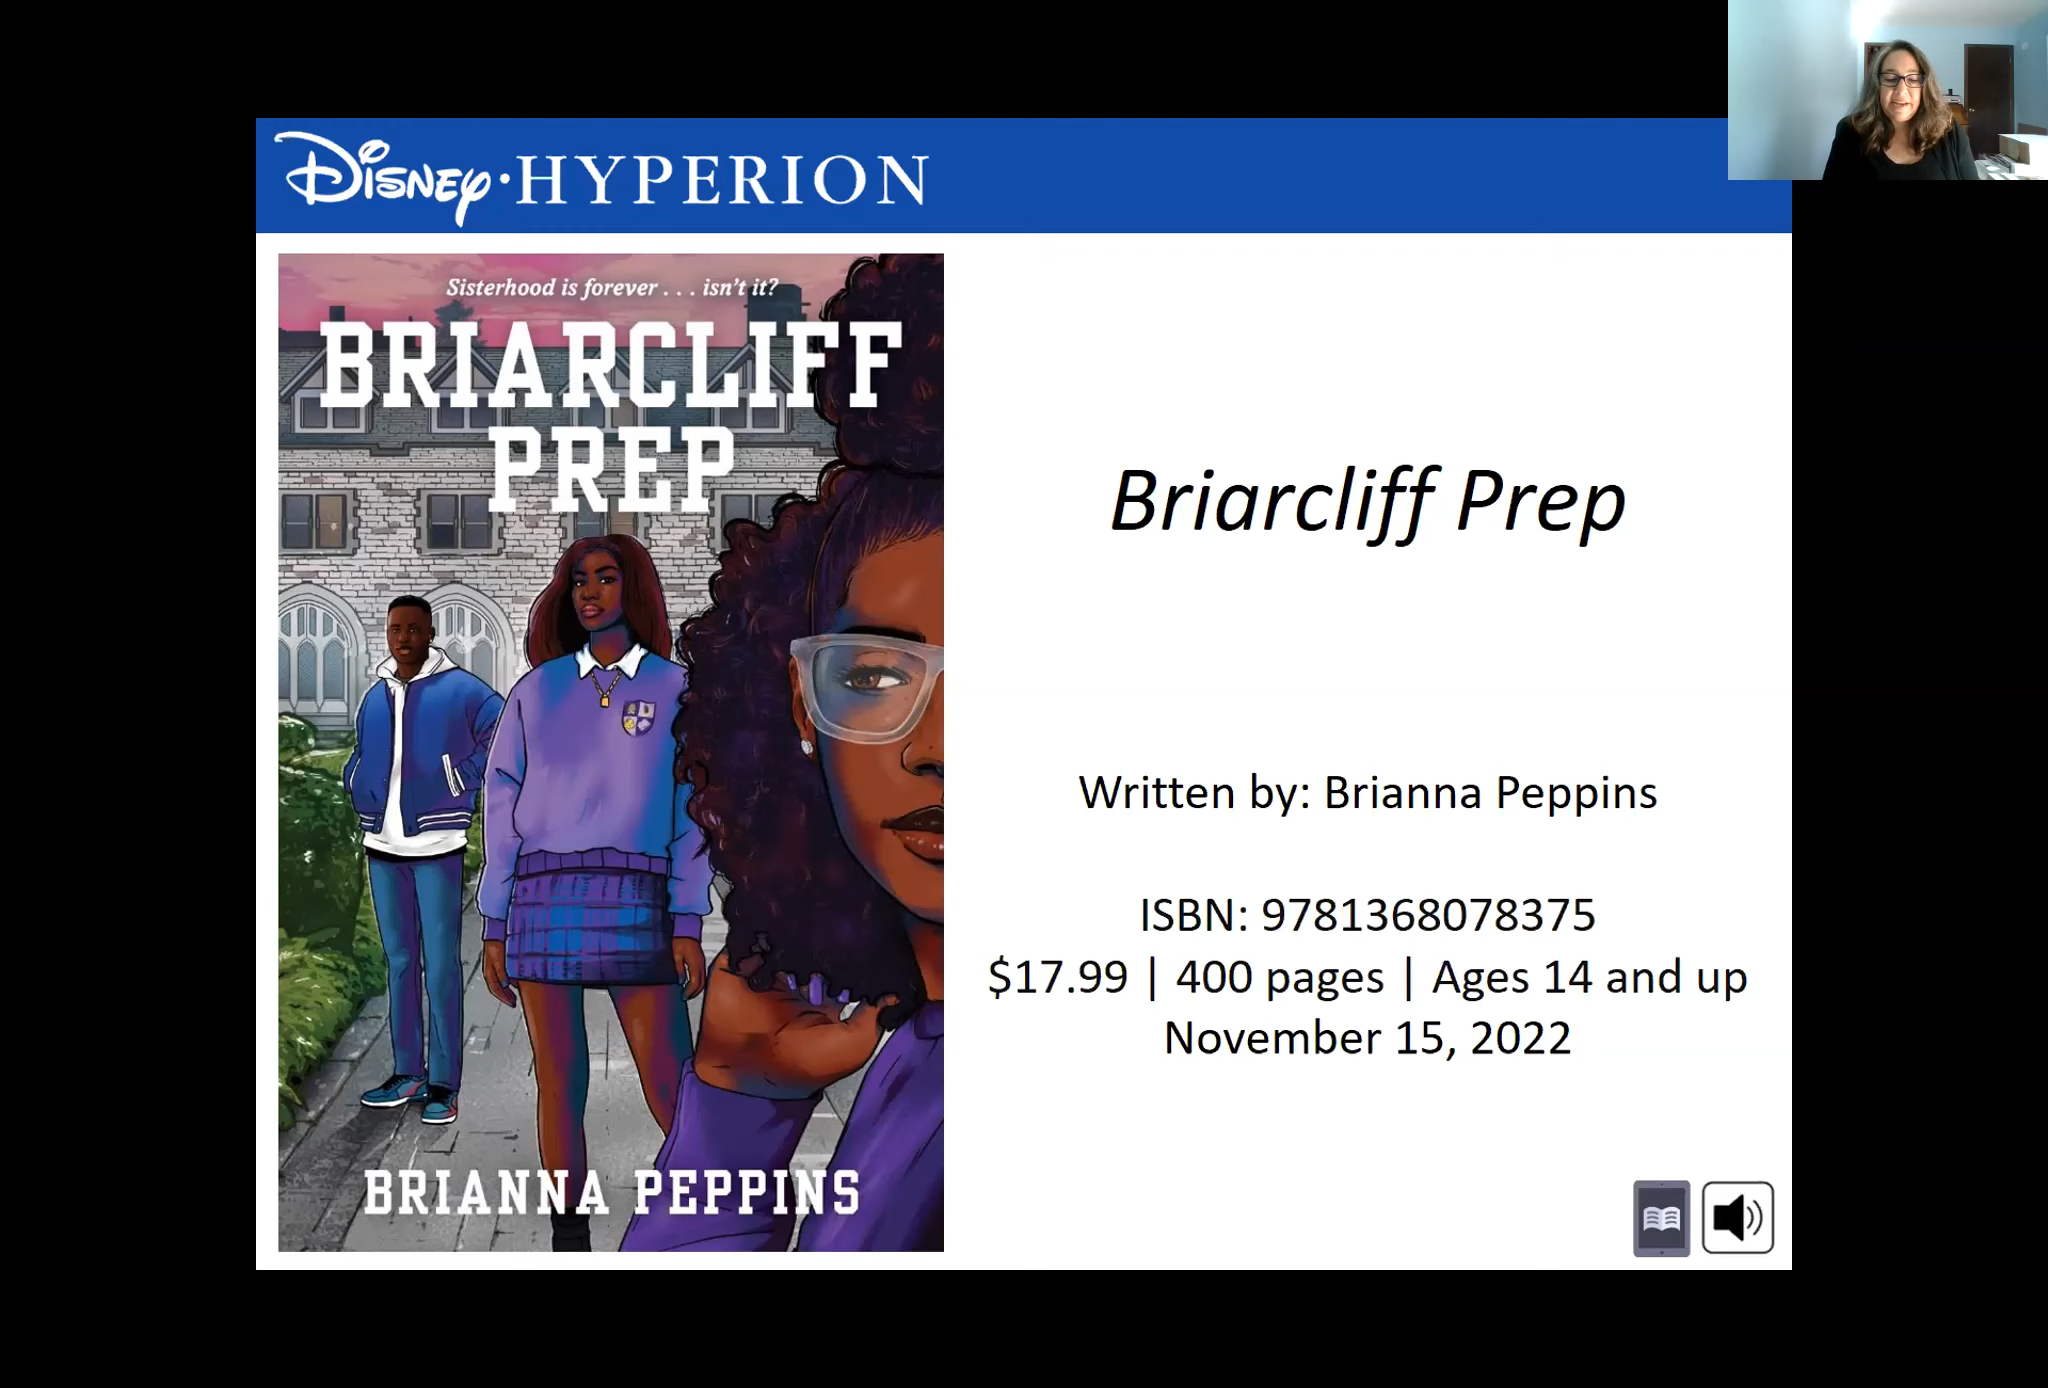 Disney·HYPERION
Sisterhood is forever . . . isn't it?
BRIARCLIFF
PREP
BRIANNA PEPPINS
Briarcliff Prep
Written by: Brianna Peppins
ISBN: 9781368078375
$17.99 | 400 pages | Ages 14 and up
November 15, 2022